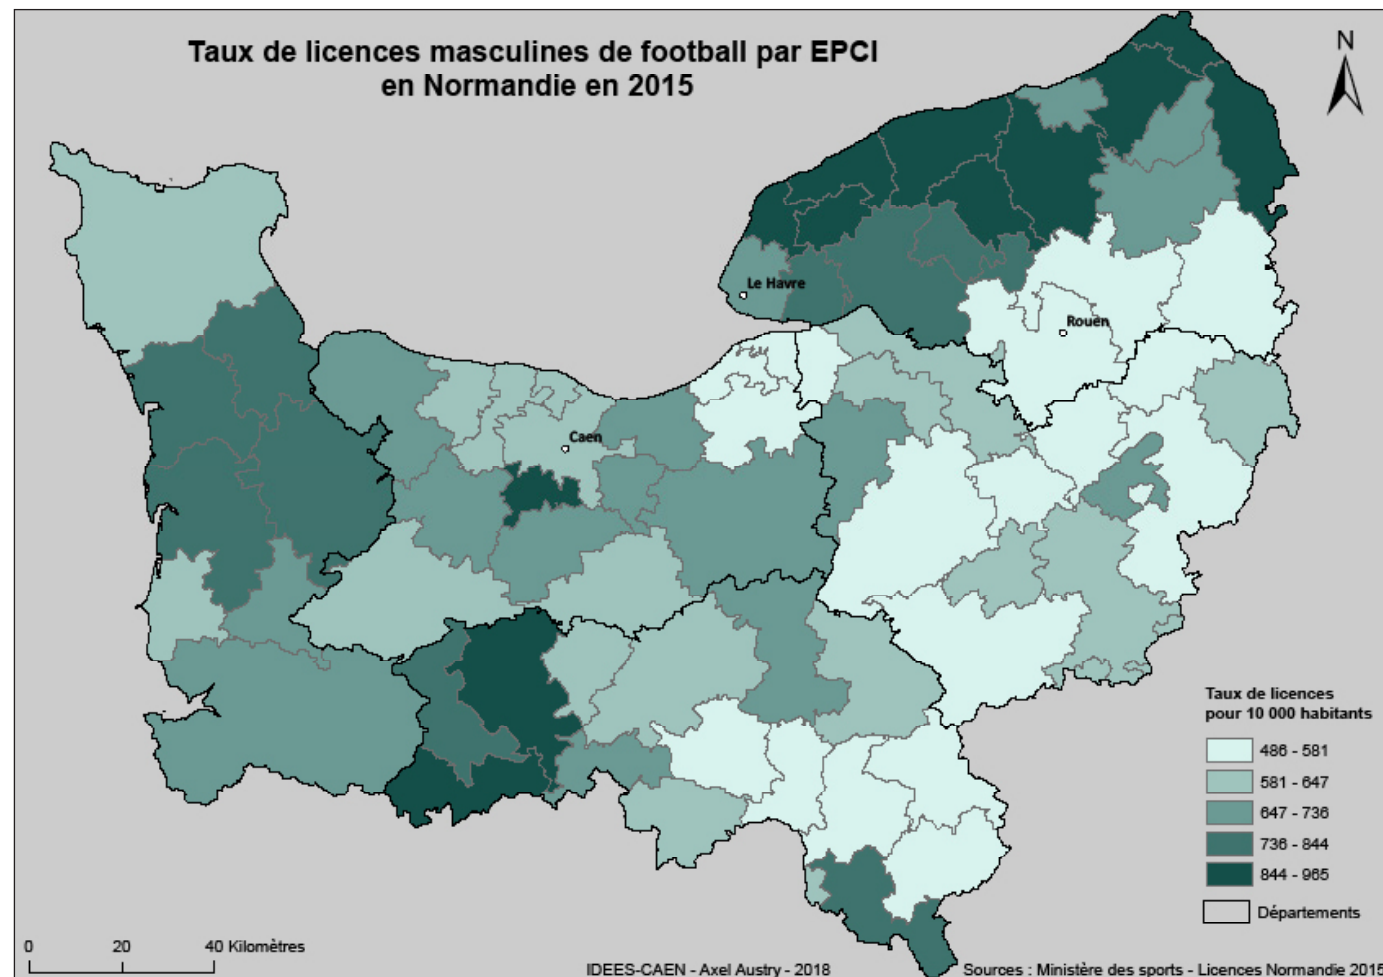 Taux de licences masculines de football par EPCI
en Normandie en 2015
N
Le Havre
Rouen
Caen
Taux de licences
pour 10 000 habitants
486 - 581
581 - 647
647 - 736
736 - 844
844 - 965
Départements
0 20 40 Kilomètres
IDEES-CAEN - Axel Austry - 2018
Sources : Ministère des sports - Licences Normandie 2015